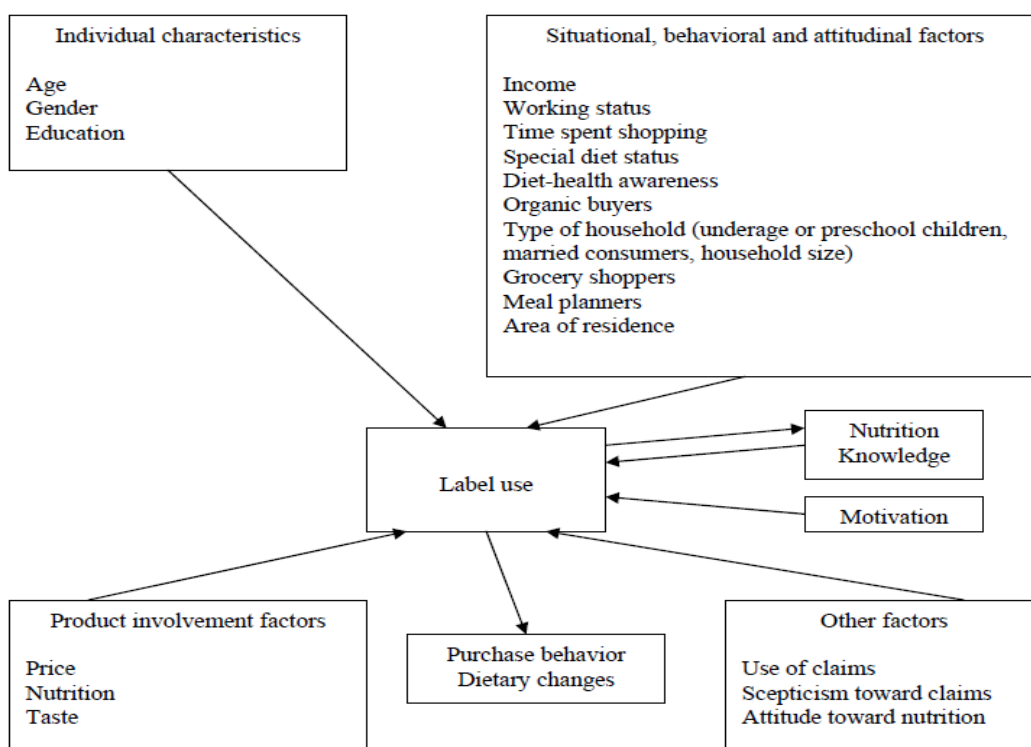 Individual characteristics
Age
Gender
Education
Situational, behavioral and attitudinal factors
Income
Working status
Time spent shopping
Special diet status
Diet-health awareness
Organic buyers
Type of household (underage or preschool children,
married consumers, household size)
Grocery shoppers
Meal planners
Area of residence
Label use
Nutrition
Knowledge
Motivation
Product involvement factors
Price
Nutrition
Taste
Purchase behavior
Dietary changes
Other factors
Use of claims
Scepticism toward claims
Attitude toward nutrition